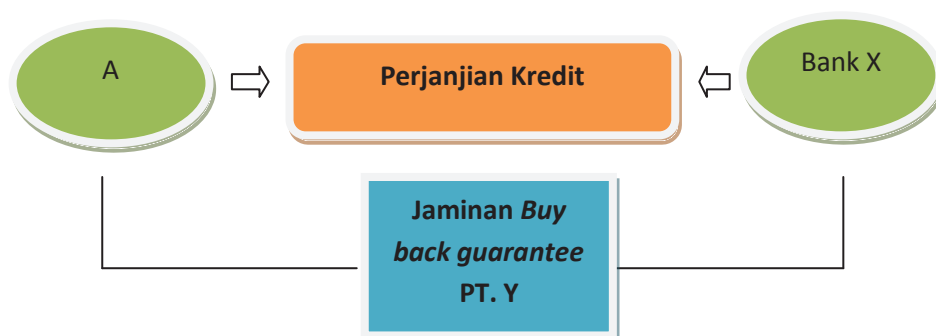 A
Perjanjian Kredit
Bank X
Jaminan Buy
back guarantee
PT. Y